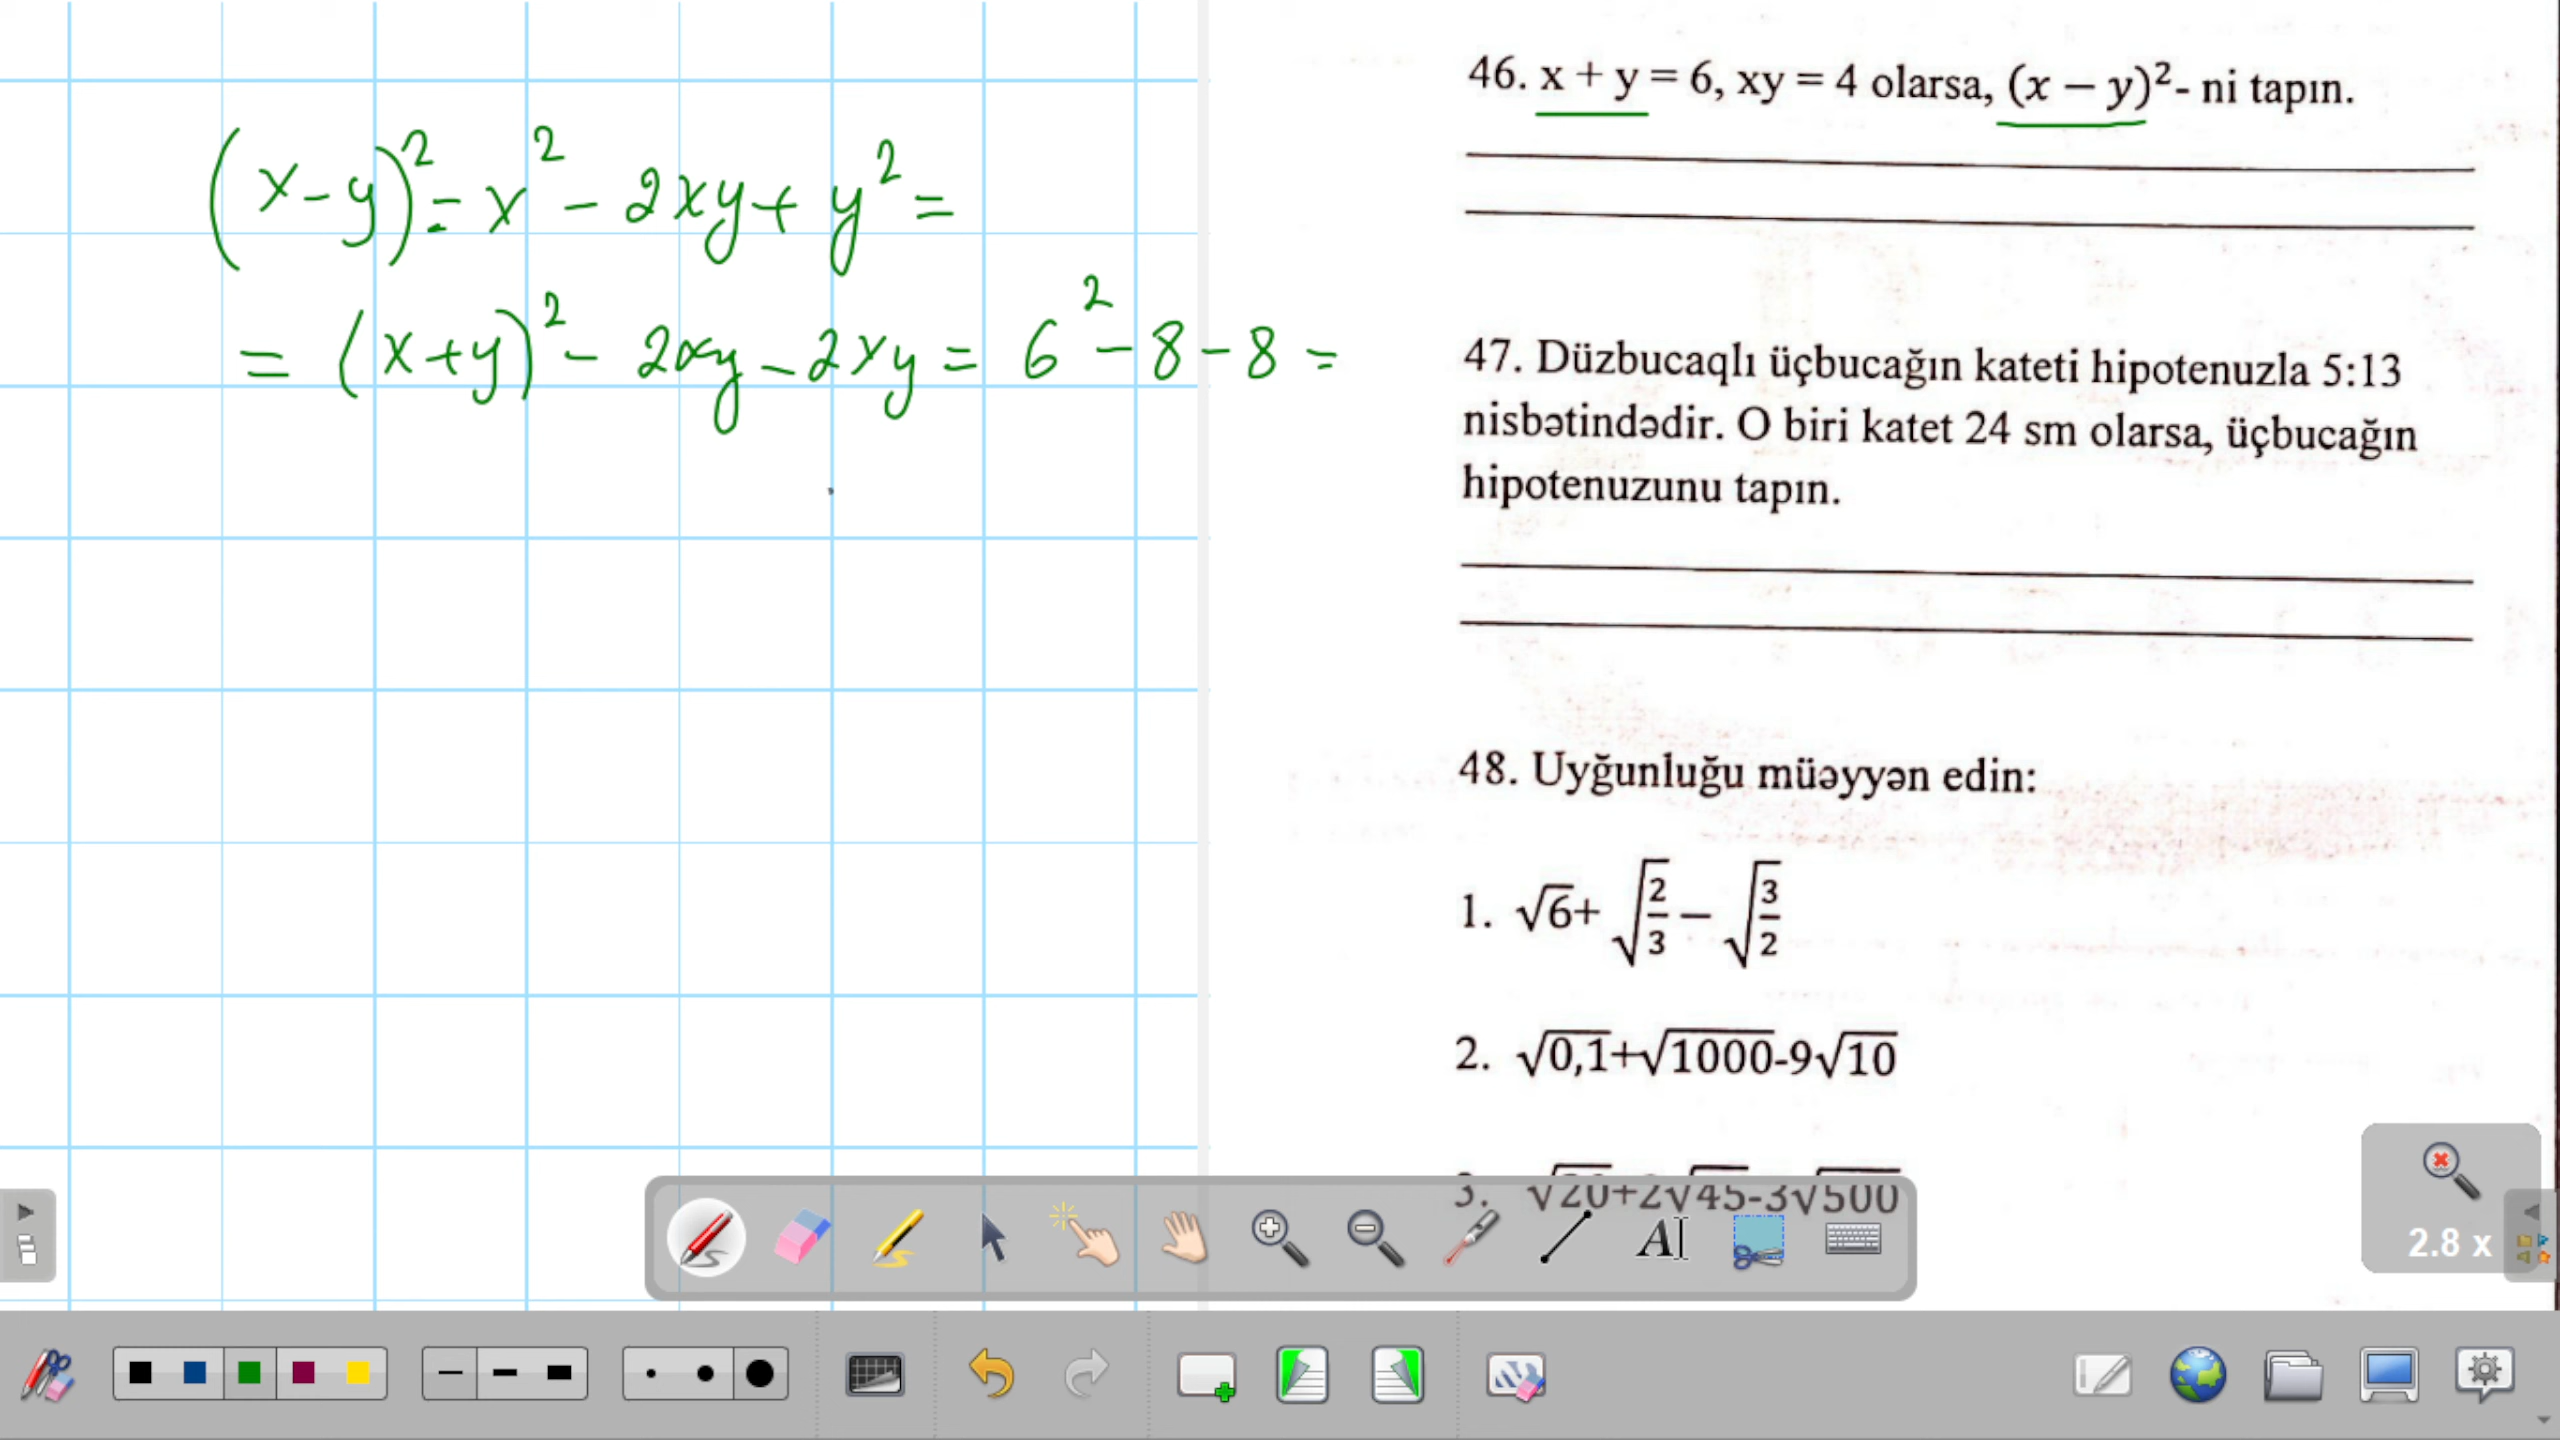 (x-y)²= x² - 2xy + y² =
= (x+y)² - 2xy - 2xy = 6² - 8 - 8 =
46. x + y = 6, xy = 4 olarsa, (x − y)²- ni tapın.
47. Düzbucaqlı üçbucağın kateti hipotenuzla 5:13
nisbətindədir. O biri katet 24 sm olarsa, üçbucağın
hipotenuzunu tapın.
48. Uyğunluğu müəyyən edin:
1. √6+ √(2/3) − √(3/2)
2. √0,1+√1000-9√10
3. √20+2√45-3√500
2.8 x